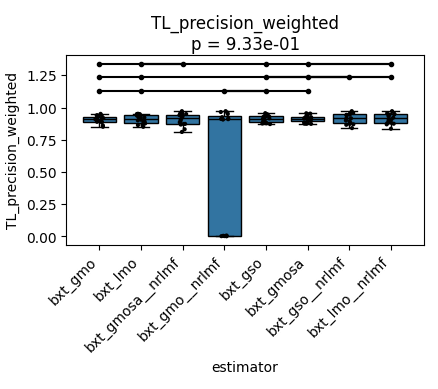 TL_precision_weighted
p = 9.33e-01
TL_precision_weighted
1.25
1.00
0.75
0.50
0.25
0.00
bxt_gmo
bxt_lmo
bxt_gmosa__nrlmf
bxt_gmo__nrlmf
bxt_gso
bxt_gmosa
bxt_gso__nrlmf
bxt_lmo__nrlmf
estimator